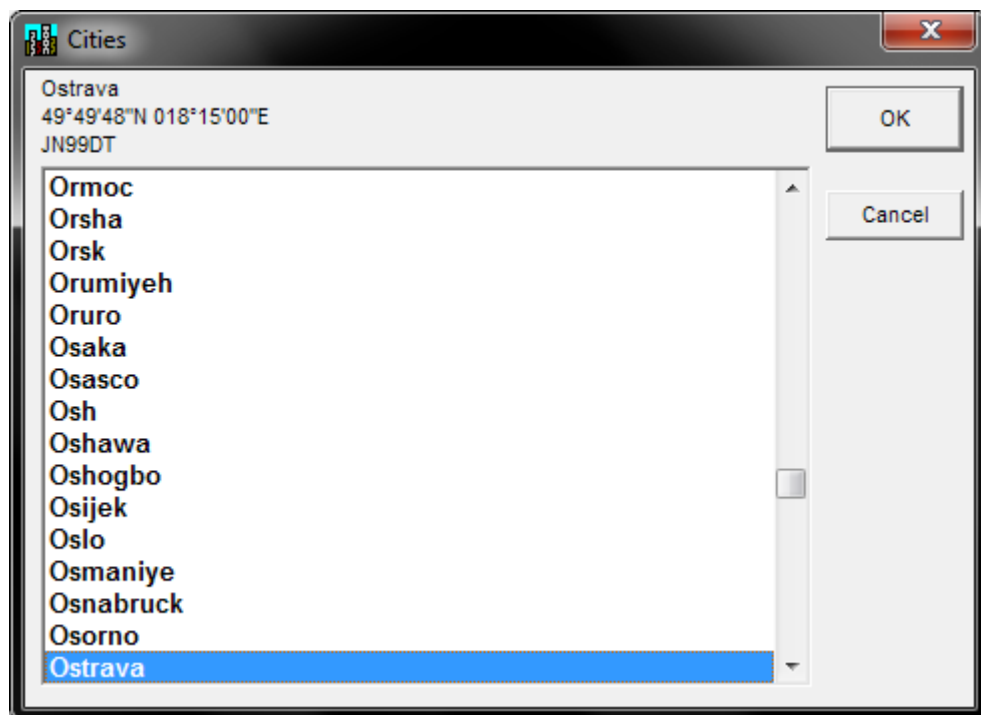 Cities
Ostrava
49°49'48"N 018°15'00"E
JN99DT
OK
Cancel
Ormoc
Orsha
Orsk
Orumiyeh
Oruro
Osaka
Osasco
Osh
Oshawa
Oshogbo
Osijek
Oslo
Osmaniye
Osnabruck
Osorno
Ostrava